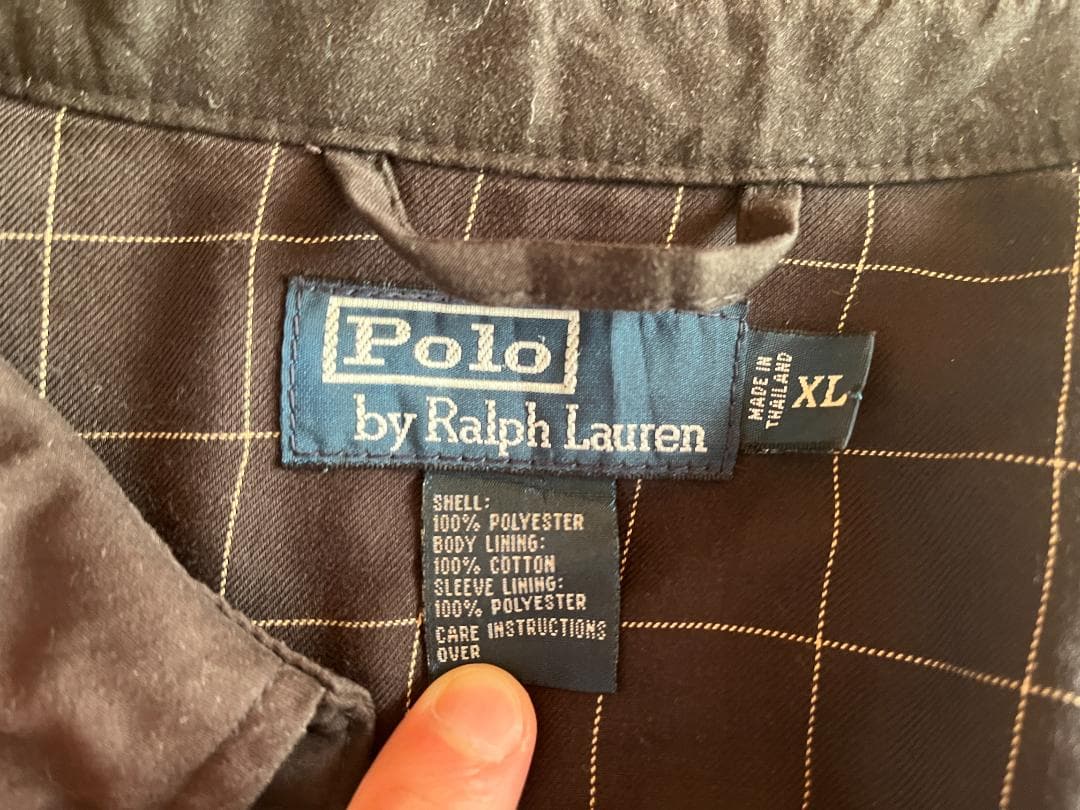 Polo
by Ralph Lauren
MADE IN
THAILAND
XL
SHELL:
100% POLYESTER
BODY LINING:
100% COTTON
SLEEVE LINING:
100% POLYESTER
CARE INSTRUCTIONS
OVER